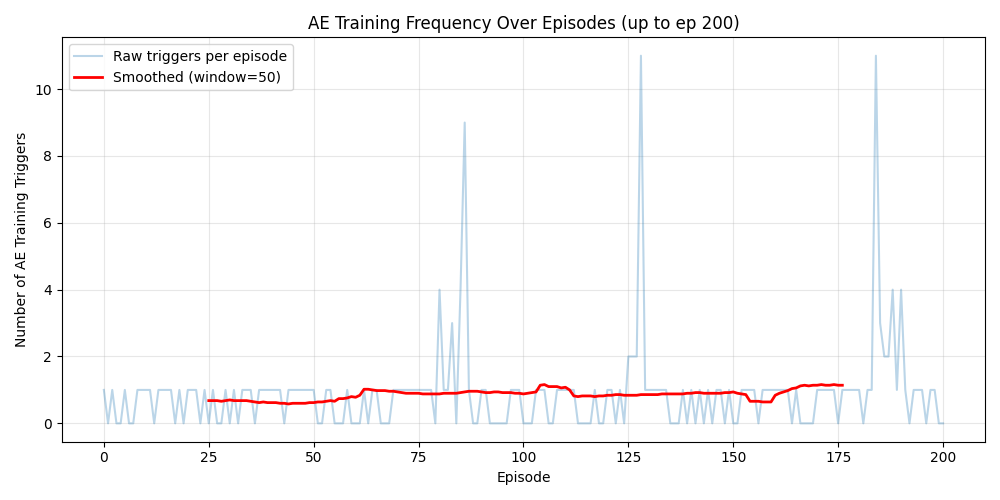 AE Training Frequency Over Episodes (up to ep 200)
Raw triggers per episode
Smoothed (window=50)
Number of AE Training Triggers
10
8
6
4
2
0
0 25 50 75 100 125 150 175 200
Episode